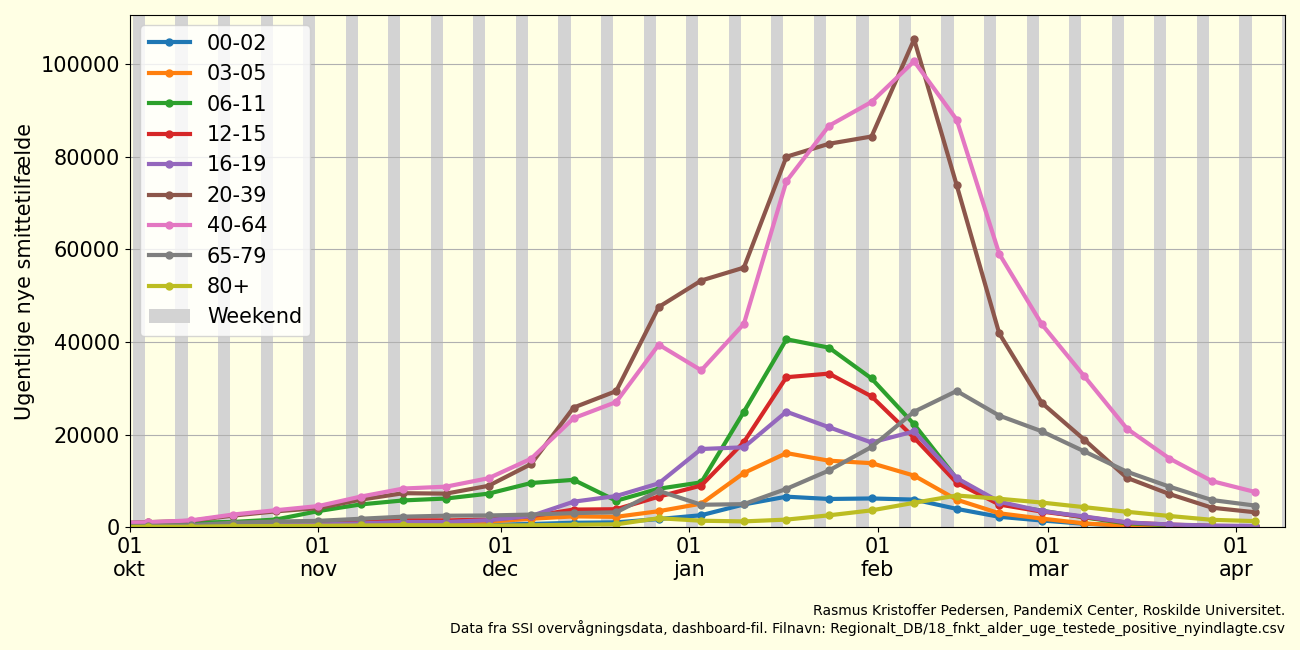 00-02
03-05
06-11
12-15
16-19
20-39
40-64
65-79
80+
Weekend
Ugentlige nye smittetilfælde
100000
80000
60000
40000
20000
0
01 01 01 01 01 01 01
okt nov dec jan feb mar apr
Rasmus Kristoffer Pedersen, PandemiX Center, Roskilde Universitet.
Data fra SSI overvågningsdata, dashboard-fil. Filnavn: Regionalt_DB/18_fnkt_alder_uge_testede_positive_nyindlagte.csv